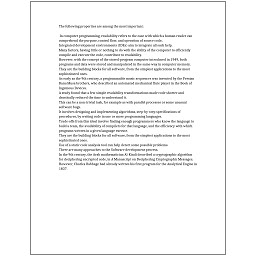 The following properties are among the most important:
In computer programming, readability refers to the ease with which a human reader can
comprehend the purpose, control flow, and operation of source code.
Integrated development environments (IDEs) aim to integrate all such help.
Many factors, having little or nothing to do with the ability of the computer to efficiently
compile and execute the code, contribute to readability.
However, with the concept of the stored-program computer introduced in 1949, both
programs and data were stored and manipulated in the same way in computer memory.
They are the building blocks for all software, from the simplest applications to the most
sophisticated ones.
As early as the 9th century, a programmable music sequencer was invented by the Persian
Banu Musa brothers, who described an automated mechanical flute player in the Book of
Ingenious Devices.
A study found that a few simple readability transformations made code shorter and
drastically reduced the time to understand it.
This can be a non-trivial task, for example as with parallel processes or some unusual
software bugs.
It involves designing and implementing algorithms, step-by-step specifications of
procedures, by writing code in one or more programming languages.
Trade-offs from this ideal involve finding enough programmers who know the language to
build a team, the availability of compilers for that language, and the efficiency with which
programs written in a given language execute.
They are the building blocks for all software, from the simplest applications to the most
sophisticated ones.
Use of a static code analysis tool can help detect some possible problems.
There are many approaches to the Software development process.
In the 9th century, the Arab mathematician Al-Kindi described a cryptographic algorithm
for deciphering encrypted code, in A Manuscript on Deciphering Cryptographic Messages.
However, Charles Babbage had already written his first program for the Analytical Engine in
1837.